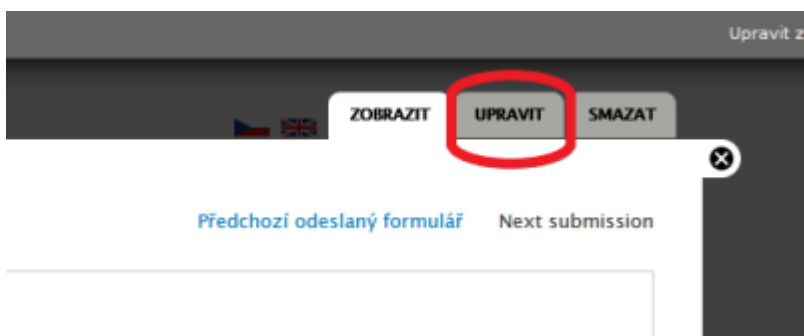 Upravit z
ZOBRAZIT UPRAVIT SMAZAT
Předchozí odeslaný formulář Next submission